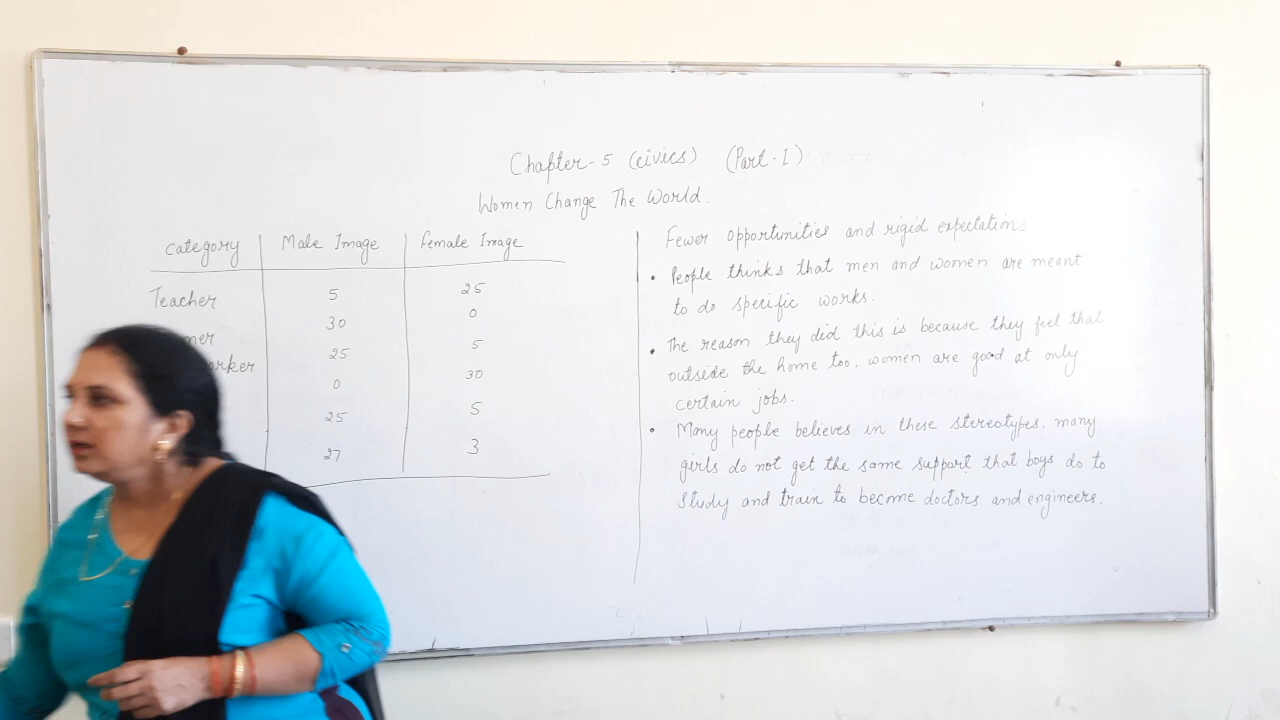 Chapter-5 (civics) (Part-I)
Women Change The World.
Category Male Image Female Image
Teacher 5 25
30 0
25 5
0 30
25 5
27 3
Fewer opportunities and rigid expectations
• People thinks that men and women are meant
to do specific works.
• The reason they did this is because they feel that
outside the home too, women are good at only
certain jobs.
• Many people believes in these stereotypes. many
girls do not get the same support that boys do to
study and train to become doctors and engineers.